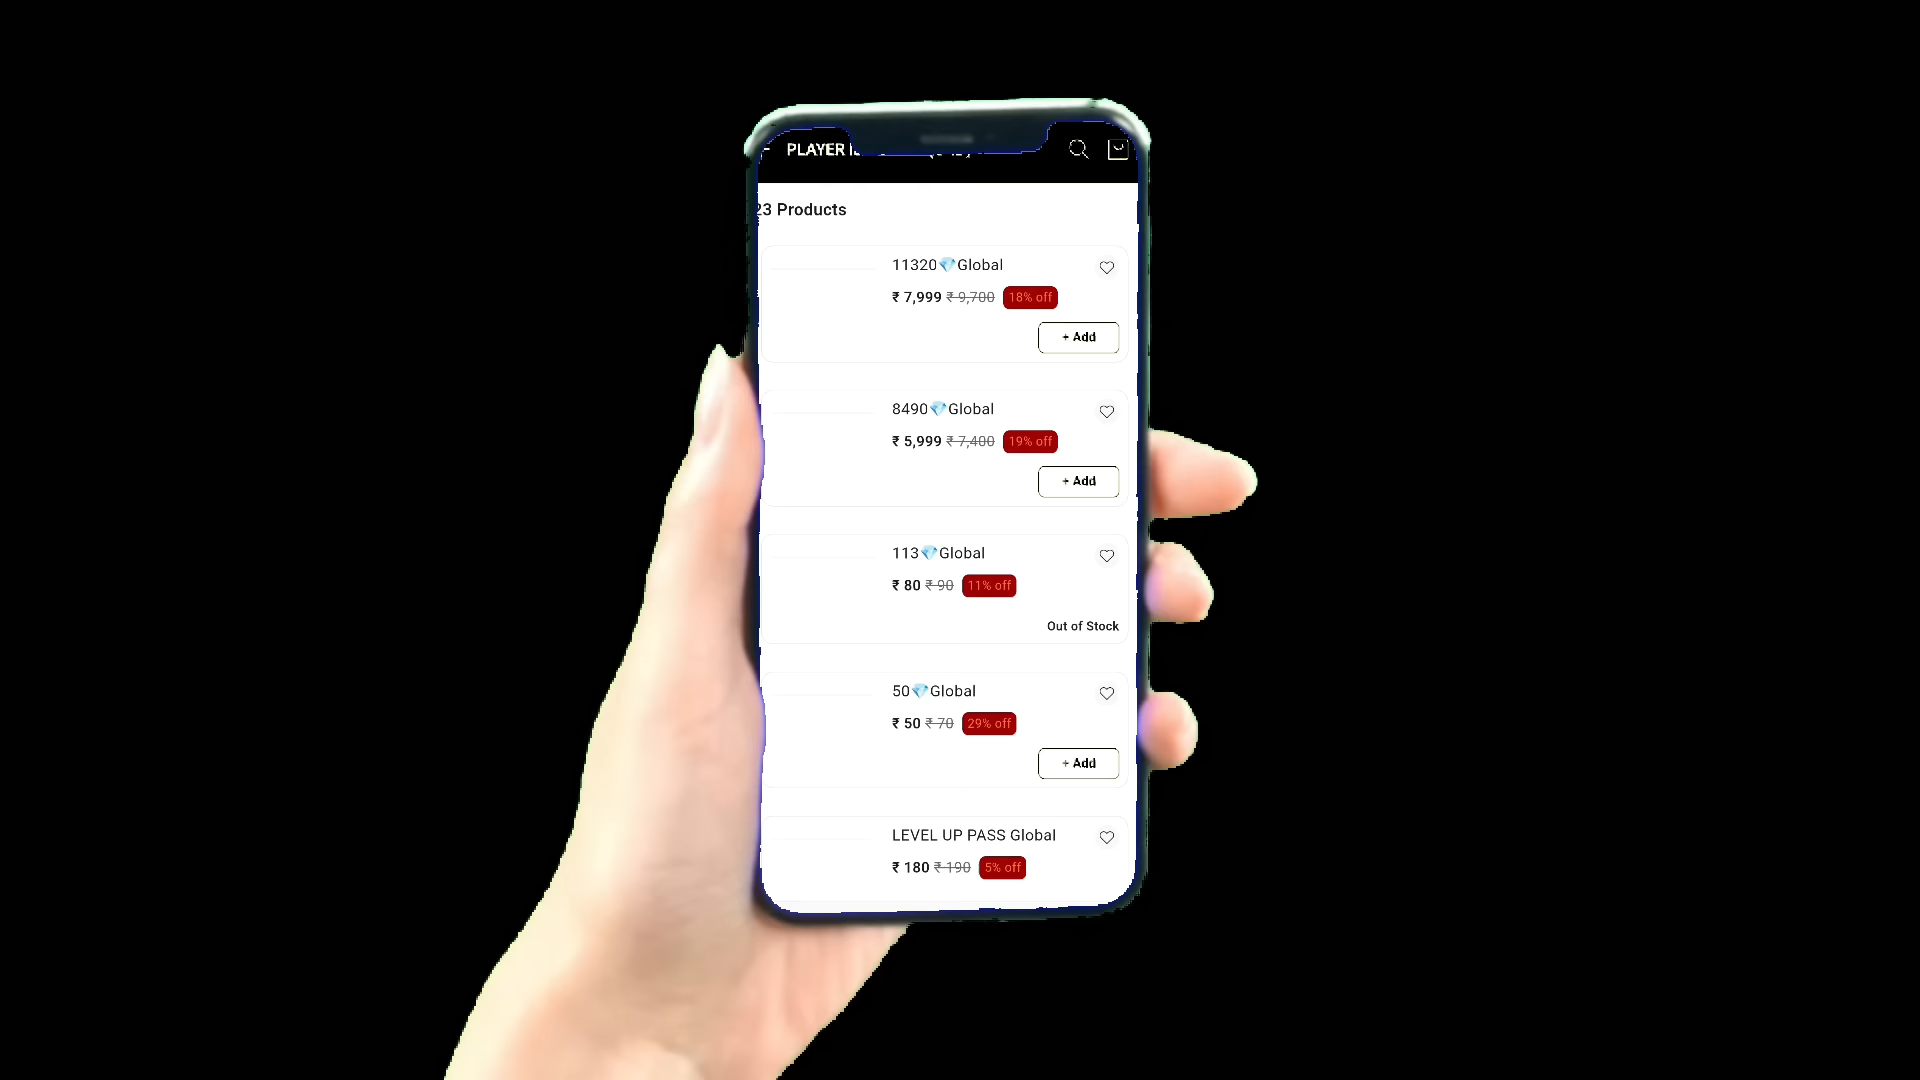 PLAYER
23 Products
11320💎Global
₹ 7,999 ₹ 9,700 18% off
+ Add
8490💎Global
₹ 5,999 ₹ 7,400 19% off
+ Add
113💎Global
₹ 80 ₹ 90 11% off
Out of Stock
50💎Global
₹ 50 ₹ 70 29% off
+ Add
LEVEL UP PASS Global
₹ 180 ₹ 190 5% off